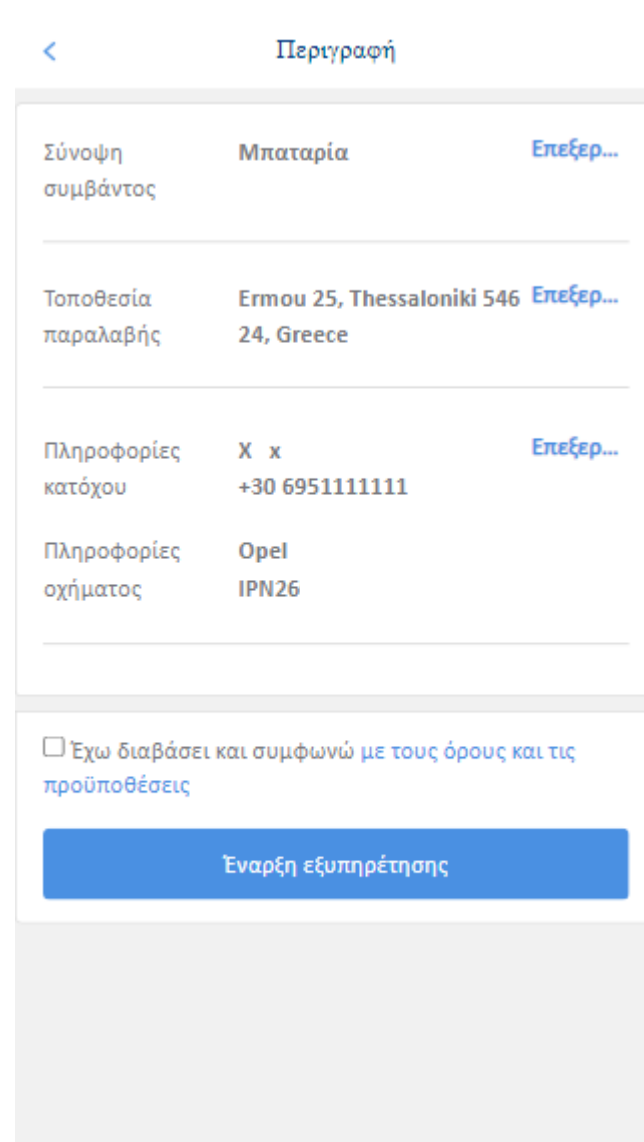 Περιγραφή
Σύνοψη Μπαταρία Επεξερ...
συμβάντος
Τοποθεσία Ermou 25, Thessaloniki 546 Επεξερ...
παραλαβής 24, Greece
Πληροφορίες X x Επεξερ...
κατόχου +30 6951111111
Πληροφορίες Opel
οχήματος IPN26
Έχω διαβάσει και συμφωνώ με τους όρους και τις
προϋποθέσεις
Έναρξη εξυπηρέτησης